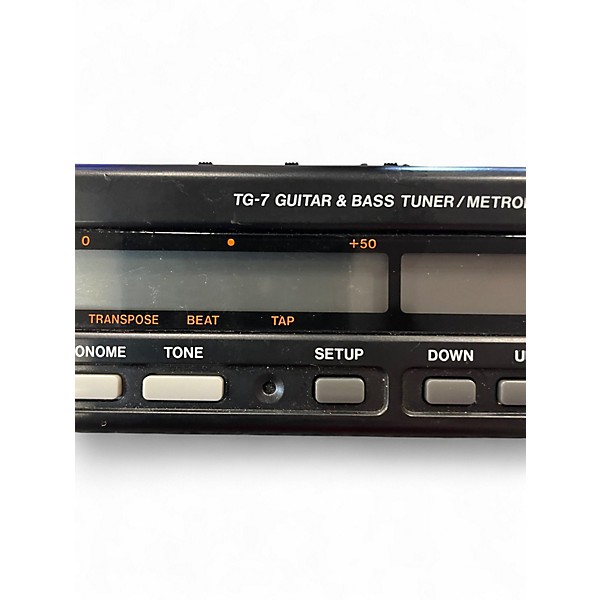 TG-7 GUITAR & BASS TUNER/METRO
0 +50
TRANSPOSE BEAT TAP
ONOME TONE SETUP DOWN U